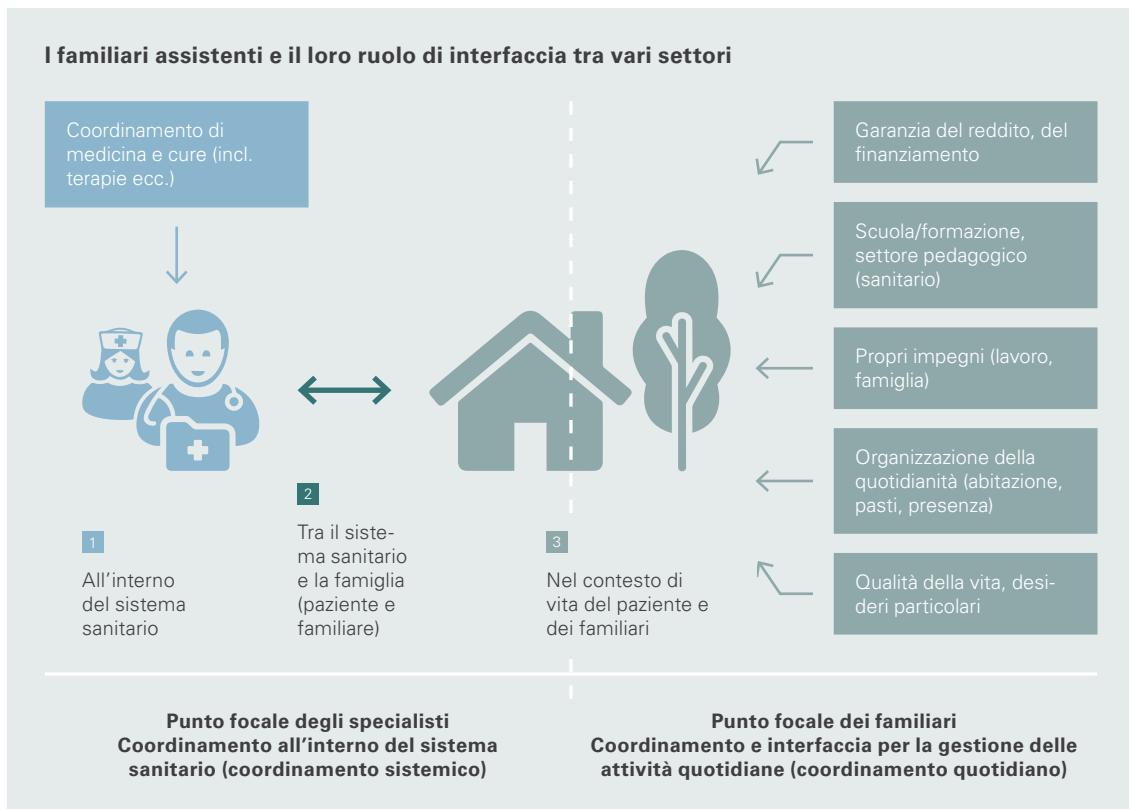 I familiari assistenti e il loro ruolo di interfaccia tra vari settori
Coordinamento di
medicina e cure (incl.
terapie ecc.)
Garanzia del reddito, del
finanziamento
Scuola/formazione,
settore pedagogico
(sanitario)
Propri impegni (lavoro,
famiglia)
Organizzazione della
quotidianità (abitazione,
pasti, presenza)
Qualità della vita, desi-
deri particolari
1
All’interno
del sistema
sanitario
2
Tra il siste-
ma sanitario
e la famiglia
(paziente e
familiare)
3
Nel contesto di
vita del paziente e
dei familiari
Punto focale degli specialisti
Coordinamento all’interno del sistema
sanitario (coordinamento sistemico)
Punto focale dei familiari
Coordinamento e interfaccia per la gestione delle
attività quotidiane (coordinamento quotidiano)